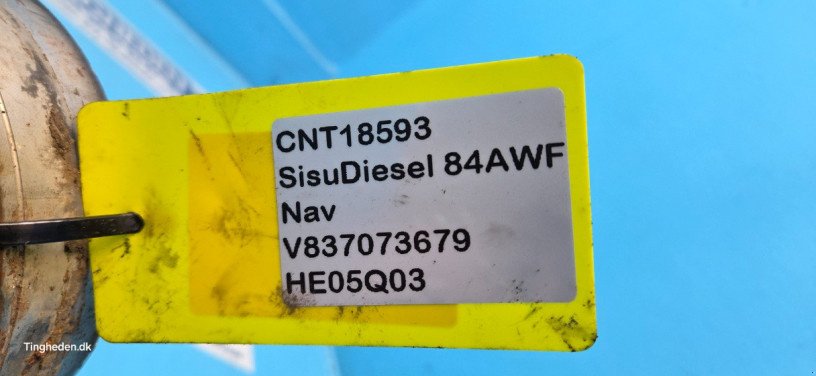 CNT18593
SisuDiesel 84AWF
Nav
V837073679
HE05Q03
Tingheden.dk